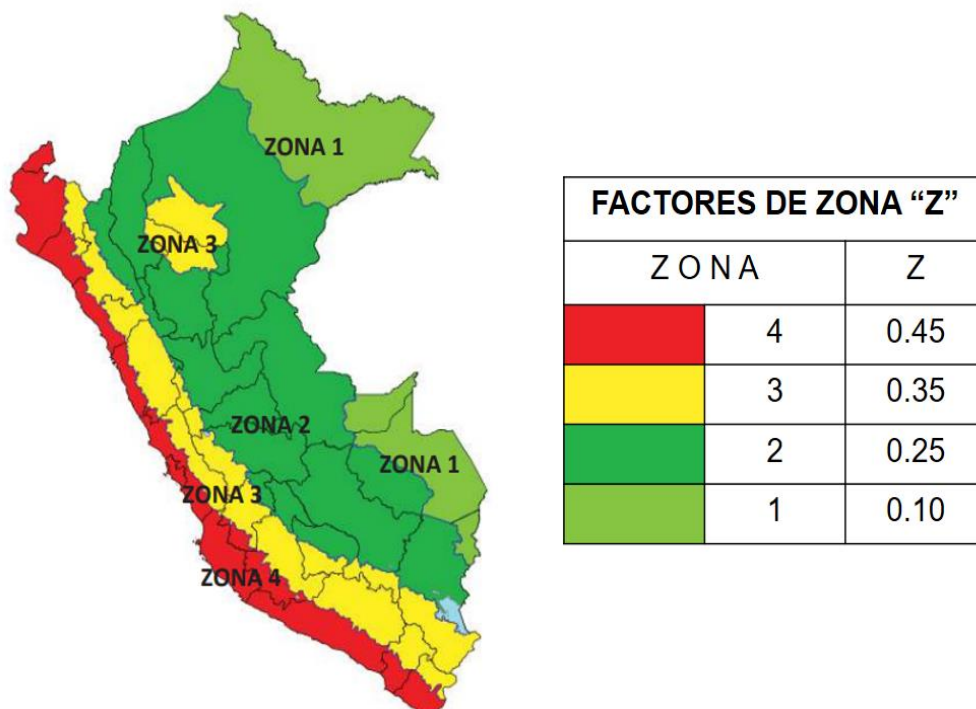 ZONA 1
ZONA 3
ZONA 2
ZONA 1
ZONA 3
ZONA 4
FACTORES DE ZONA “Z”
Z O N A Z
4 0.45
3 0.35
2 0.25
1 0.10